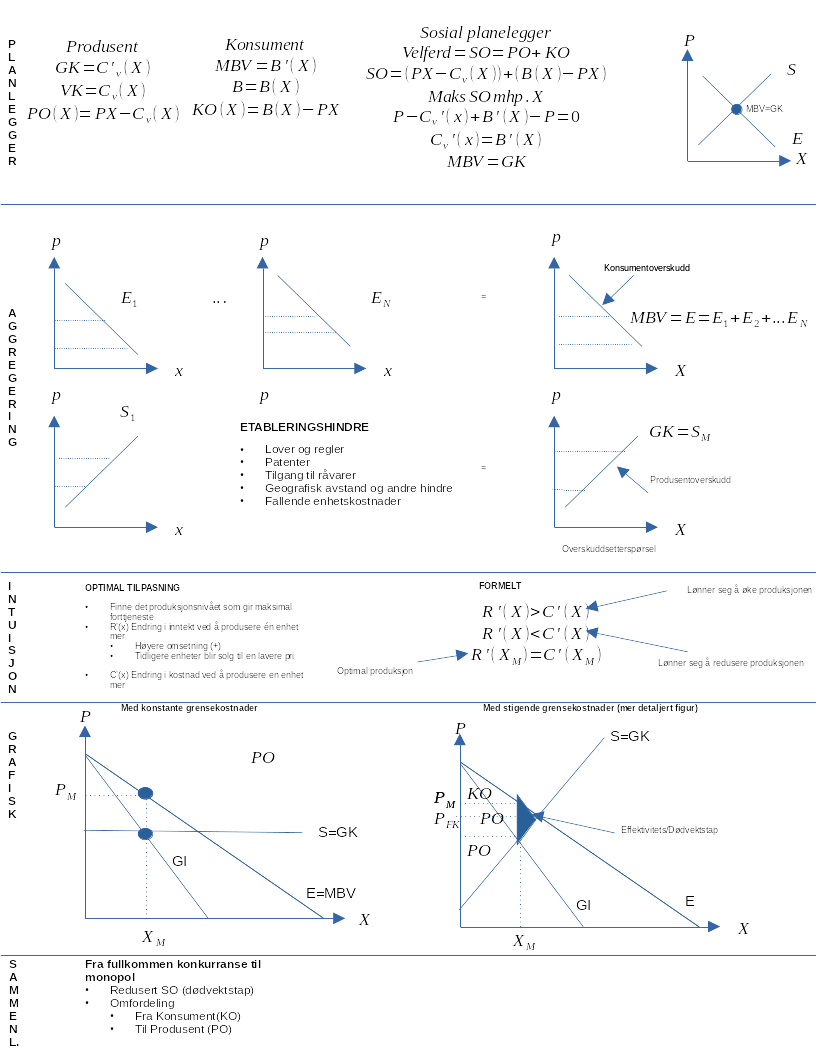 PLANLEGGER
Produsent
GK=C'ᵥ(X)
VK=Cᵥ(X)
PO(X)=PX−Cᵥ(X)
Konsument
MBV=B'(X)
B=B(X)
KO(X)=B(X)−PX
Sosial planelegger
Velferd=SO=PO+KO
SO=(PX−Cᵥ(X))+(B(X)−PX)
Maks SO mhp. X
P−Cᵥ'(x)+B'(X)−P=0
Cᵥ'(x)=B'(X)
MBV=GK
P
S
MBV=GK
E
X
AGGREGERING
p
E₁
x
...
p
E_N
x
=
p
Konsumentoverskudd
MBV=E=E₁+E₂+...E_N
X
p
S₁
x
p
ETABLERINGSHINDRE
• Lover og regler
• Patenter
• Tilgang til råvarer
• Geografisk avstand og andre hindre
• Fallende enhetskostnader
=
p
GK=S_M
Produsentoverskudd
X
Overskuddsetterspørsel
INTUISJON
OPTIMAL TILPASNING
• Finne det produksjonsnivået som gir maksimal
fortjeneste
• R'(x) Endring i inntekt ved å produsere én enhet
mer
• Høyere omsetning (+)
• Tidligere enheter blir solgt til en lavere pri
• C'(x) Endring i kostnad ved å produsere en enhet
mer
FORMELT
R'(X)>C'(X)
R'(X)<C'(X)
R'(X_M)=C'(X_M)
Lønner seg å øke produksjonen
Lønner seg å redusere produksjonen
Optimal produksjon
GRAFISK
Med konstante grensekostnader
P
PO
P_M
S=GK
GI
E=MBV
X
X_M
Med stigende grensekostnader (mer detaljert figur)
P
S=GK
P_M
KO
P_FK
PO
Effektivitets/Dødvektstap
PO
GI
E
X
X_M
SAMMENL.
Fra fullkommen konkurranse til
monopol
• Redusert SO (dødvektstap)
• Omfordeling
• Fra Konsument(KO)
• Til Produsent (PO)